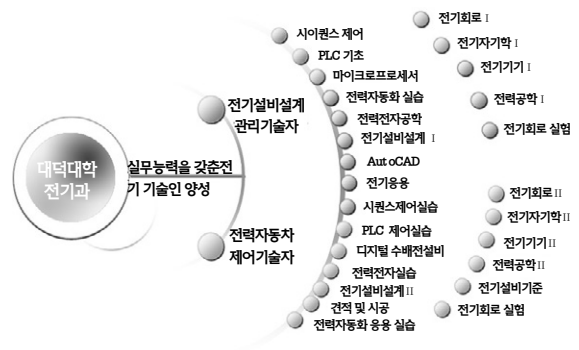 대덕대학
전기과
실무능력을 갖춘전
기 기술인 양성
전기설비설계
관리기술자
전력자동차
제어기술자
시이퀀스 제어
PLC 기초
마이크로프로세서
전력자동화 실습
전력전자공학
전기설비설계 I
AutoCAD
전기응용
시퀀스제어실습
PLC 제어실습
디지털 수배전설비
전력전자실습
전기설비설계 II
견적 및 시공
전력자동화 응용 실습
전기회로 I
전기자기학 I
전기기기 I
전력공학 I
전기회로 실험
전기회로 II
전기자기학 II
전기기기 II
전력공학 II
전기설비기준
전기회로 실험